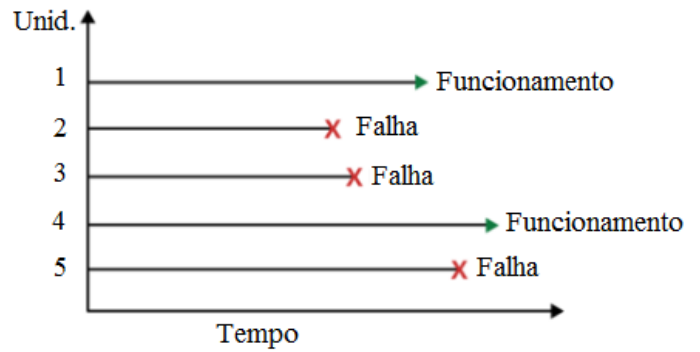 Unid.
1 Funcionamento
2 Falha
3 Falha
4 Funcionamento
5 Falha
Tempo